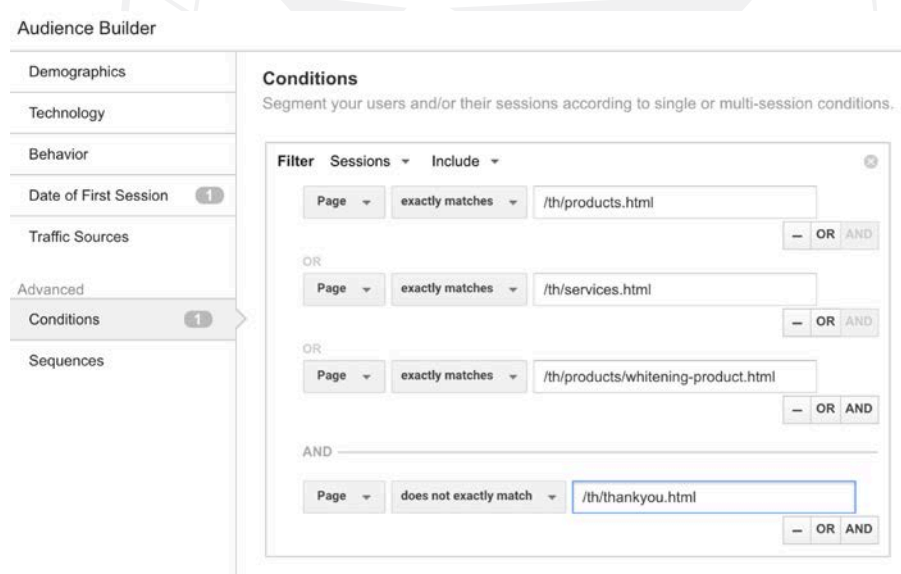 Audience Builder
Demographics
Technology
Behavior
Date of First Session 1
Traffic Sources
Advanced
Conditions 1
Sequences
Conditions
Segment your users and/or their sessions according to single or multi-session conditions.
Filter Sessions Include
Page exactly matches /th/products.html
– OR AND
OR
Page exactly matches /th/services.html
– OR AND
OR
Page exactly matches /th/products/whitening-product.html
– OR AND
AND
Page does not exactly match /th/thankyou.html
– OR AND